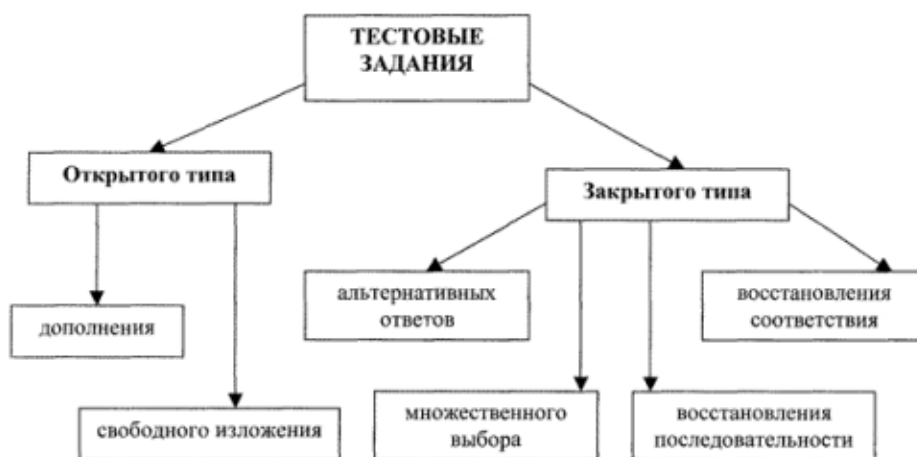 ТЕСТОВЫЕ
ЗАДАНИЯ
Открытого типа
Закрытого типа
альтернативных
ответов
восстановления
соответствия
дополнения
множественного
выбора
восстановления
последовательности
свободного изложения